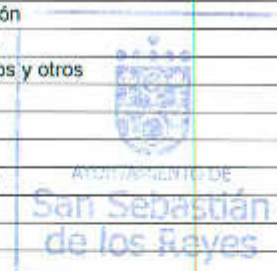 ón
os y otros
AYUNTAMIENTO DE
San Sebastián
de los Reyes